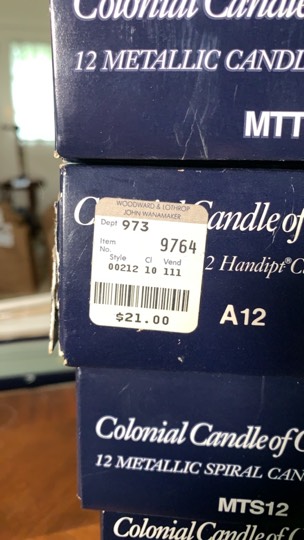 Colonial Candle
12 METALLIC CANDL
MTT
Candle of
2 Handipt® C
A12
WOODWARD & LOTHROP
JOHN WANAMAKER
Dept 973
Item No. 9764
Style Cl Vend
00212 10 111
$21.00
Colonial Candle of C
12 METALLIC SPIRAL CAN
MTS12
Colonial Candle of C